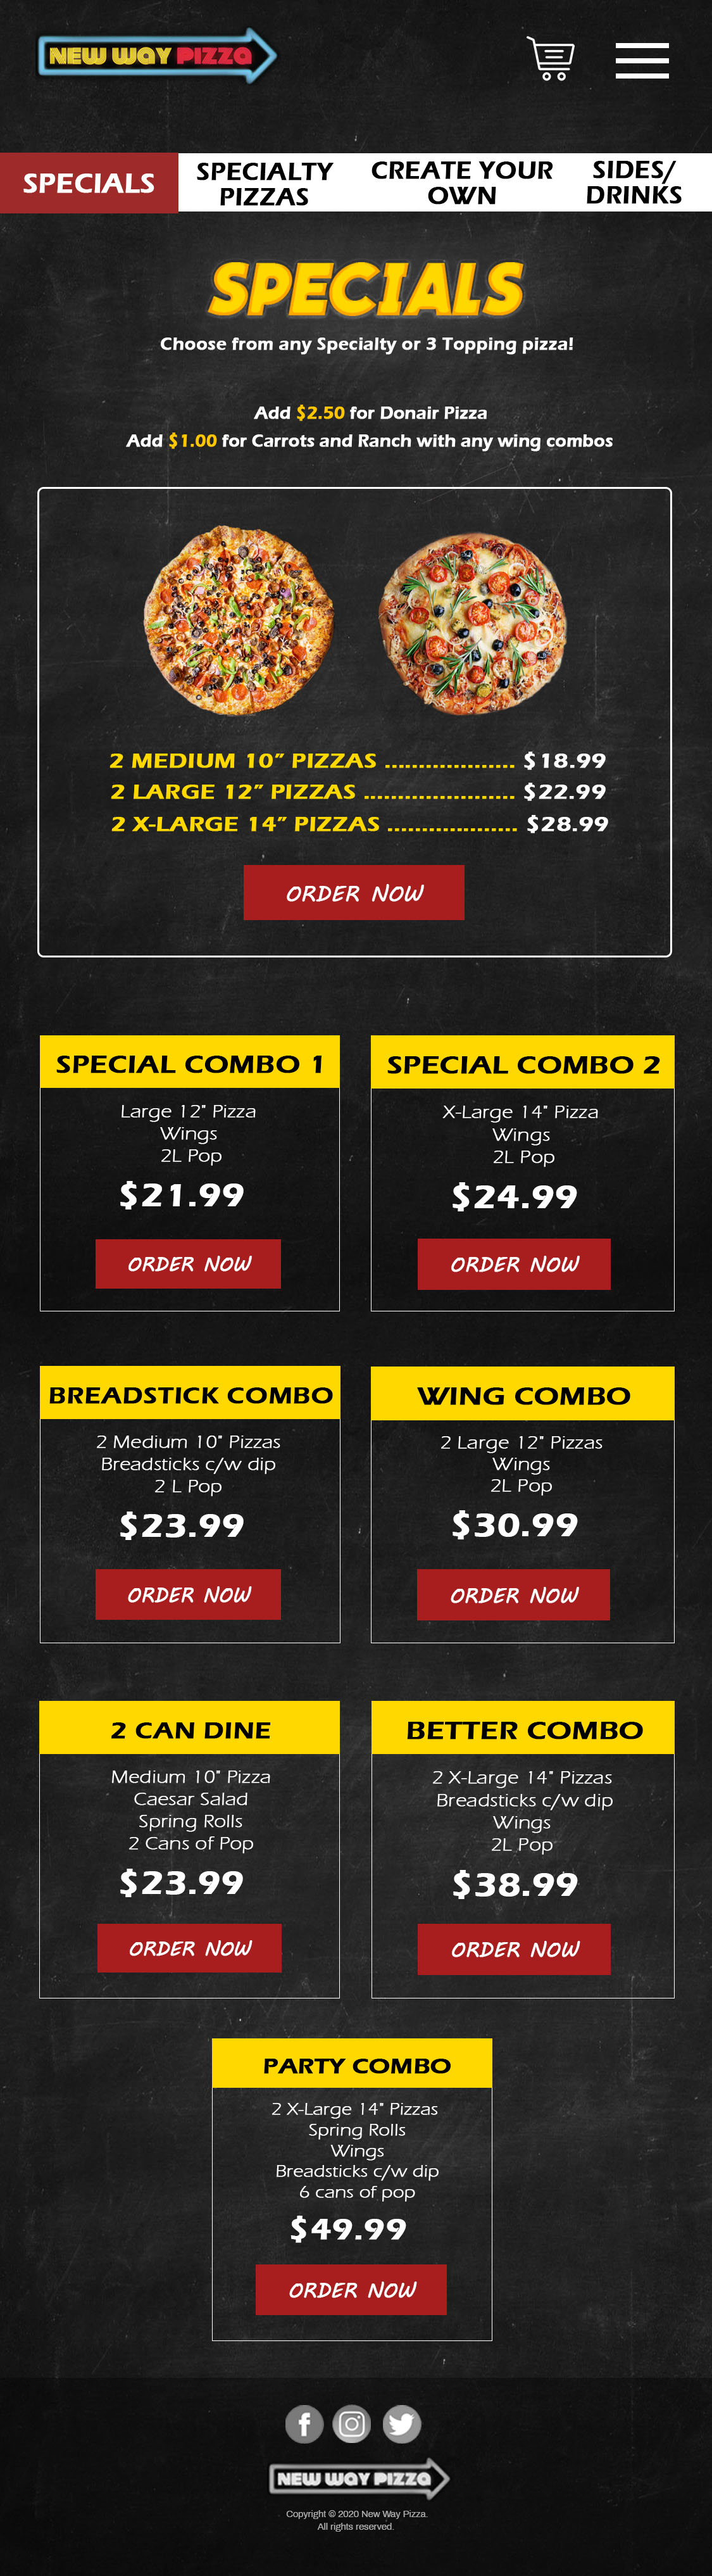 NEW WAY PIZZA
SPECIALS
SPECIALTY
PIZZAS
CREATE YOUR
OWN
SIDES/
DRINKS
SPECIALS
Choose from any Specialty or 3 Topping pizza!
Add $2.50 for Donair Pizza
Add $1.00 for Carrots and Ranch with any wing combos
2 MEDIUM 10” PIZZAS ................... $18.99
2 LARGE 12” PIZZAS ...................... $22.99
2 X-LARGE 14” PIZZAS ................... $28.99
ORDER NOW
SPECIAL COMBO 1
Large 12" Pizza
Wings
2L Pop
$21.99
ORDER NOW
SPECIAL COMBO 2
X-Large 14" Pizza
Wings
2L Pop
$24.99
ORDER NOW
BREADSTICK COMBO
2 Medium 10" Pizzas
Breadsticks c/w dip
2 L Pop
$23.99
ORDER NOW
WING COMBO
2 Large 12" Pizzas
Wings
2L Pop
$30.99
ORDER NOW
2 CAN DINE
Medium 10" Pizza
Caesar Salad
Spring Rolls
2 Cans of Pop
$23.99
ORDER NOW
BETTER COMBO
2 X-Large 14" Pizzas
Breadsticks c/w dip
Wings
2L Pop
$38.99
ORDER NOW
PARTY COMBO
2 X-Large 14" Pizzas
Spring Rolls
Wings
Breadsticks c/w dip
6 cans of pop
$49.99
ORDER NOW
NEW WAY PIZZA
Copyright © 2020 New Way Pizza.
All rights reserved.